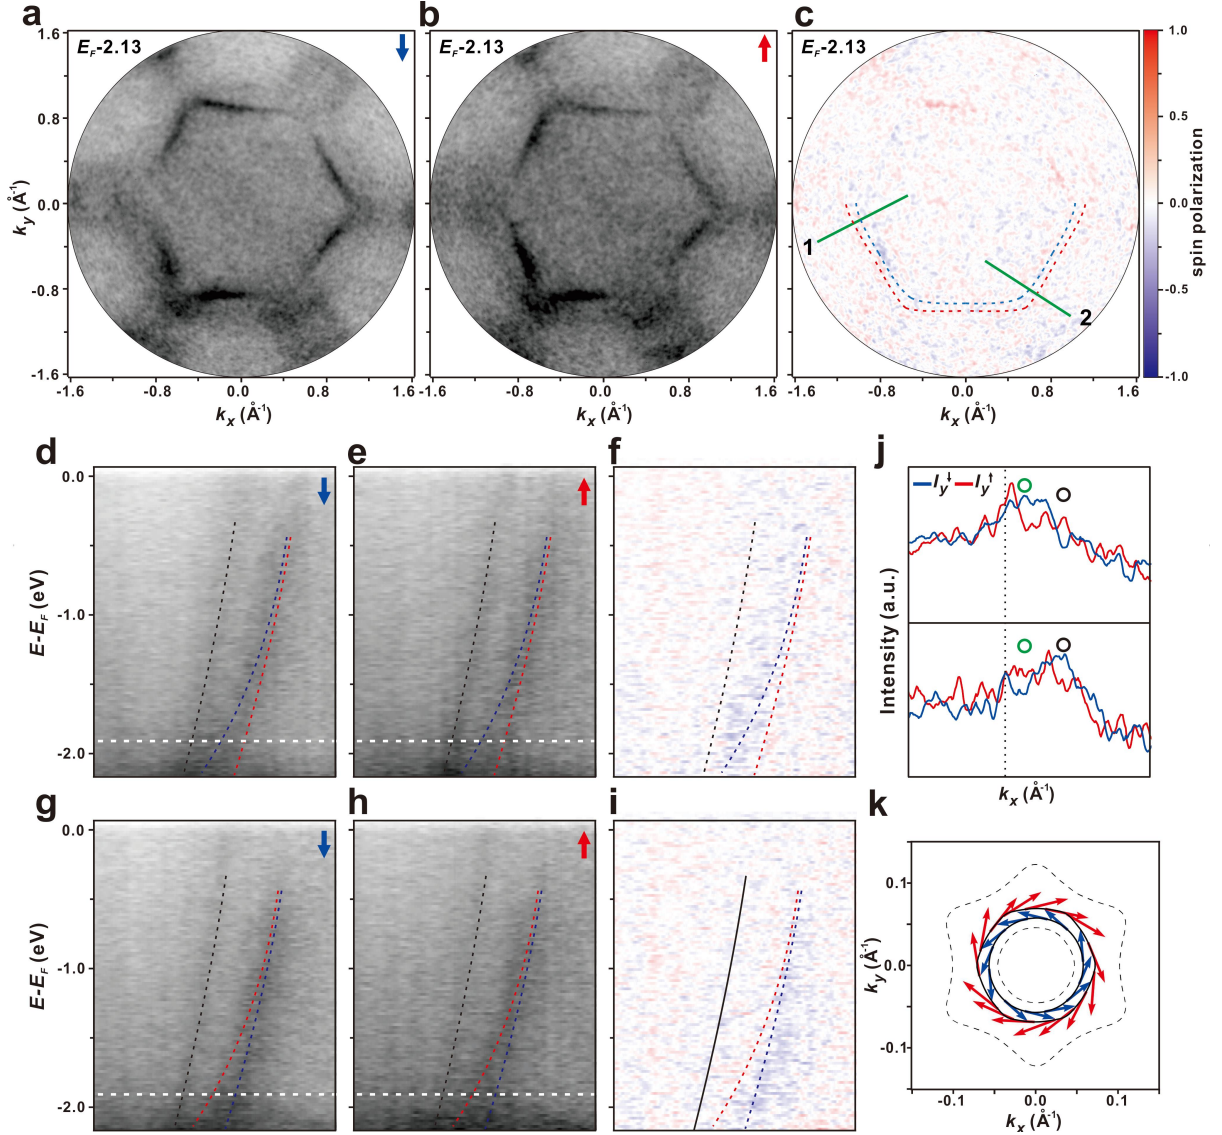 a
b
c
E_F-2.13
E_F-2.13
E_F-2.13
1.6
0.8
0.0
-0.8
-1.6
k_y (Å⁻¹)
-1.6 -0.8 0.0 0.8 1.6
k_x (Å⁻¹)
-1.6 -0.8 0.0 0.8 1.6
k_x (Å⁻¹)
1
2
-1.6 -0.8 0.0 0.8 1.6
k_x (Å⁻¹)
1.0
0.5
0.0
-0.5
-1.0
spin polarization
d
e
f
j
0.0
-1.0
-2.0
E-E_F (eV)
I_y↓ I_y↑
Intensity (a.u.)
k_x (Å⁻¹)
g
h
i
k
0.0
-1.0
-2.0
E-E_F (eV)
0.1
0.0
-0.1
k_y (Å⁻¹)
-0.1 0.0 0.1
k_x (Å⁻¹)